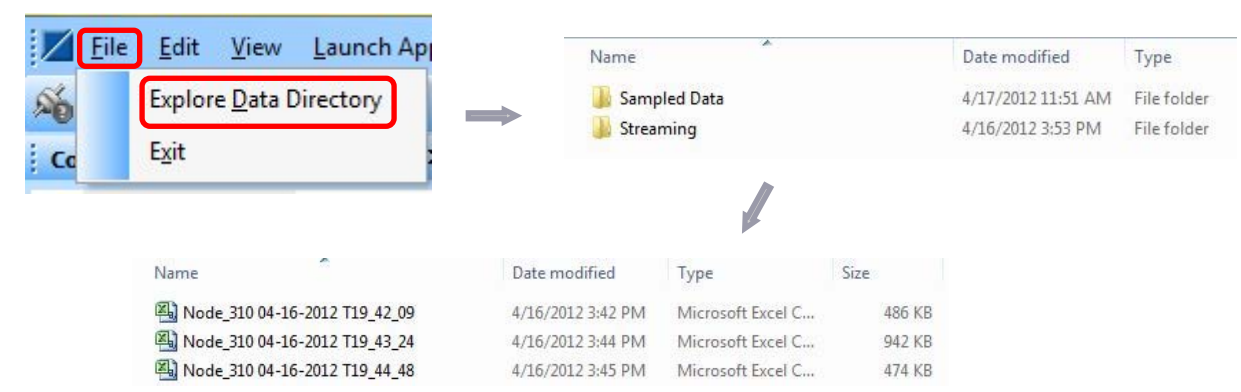 File Edit View Launch Ap
Explore Data Directory
Exit
Co
Name Date modified Type
Sampled Data 4/17/2012 11:51 AM File folder
Streaming 4/16/2012 3:53 PM File folder
Name Date modified Type Size
Node_310 04-16-2012 T19_42_09 4/16/2012 3:42 PM Microsoft Excel C... 486 KB
Node_310 04-16-2012 T19_43_24 4/16/2012 3:44 PM Microsoft Excel C... 942 KB
Node_310 04-16-2012 T19_44_48 4/16/2012 3:45 PM Microsoft Excel C... 474 KB